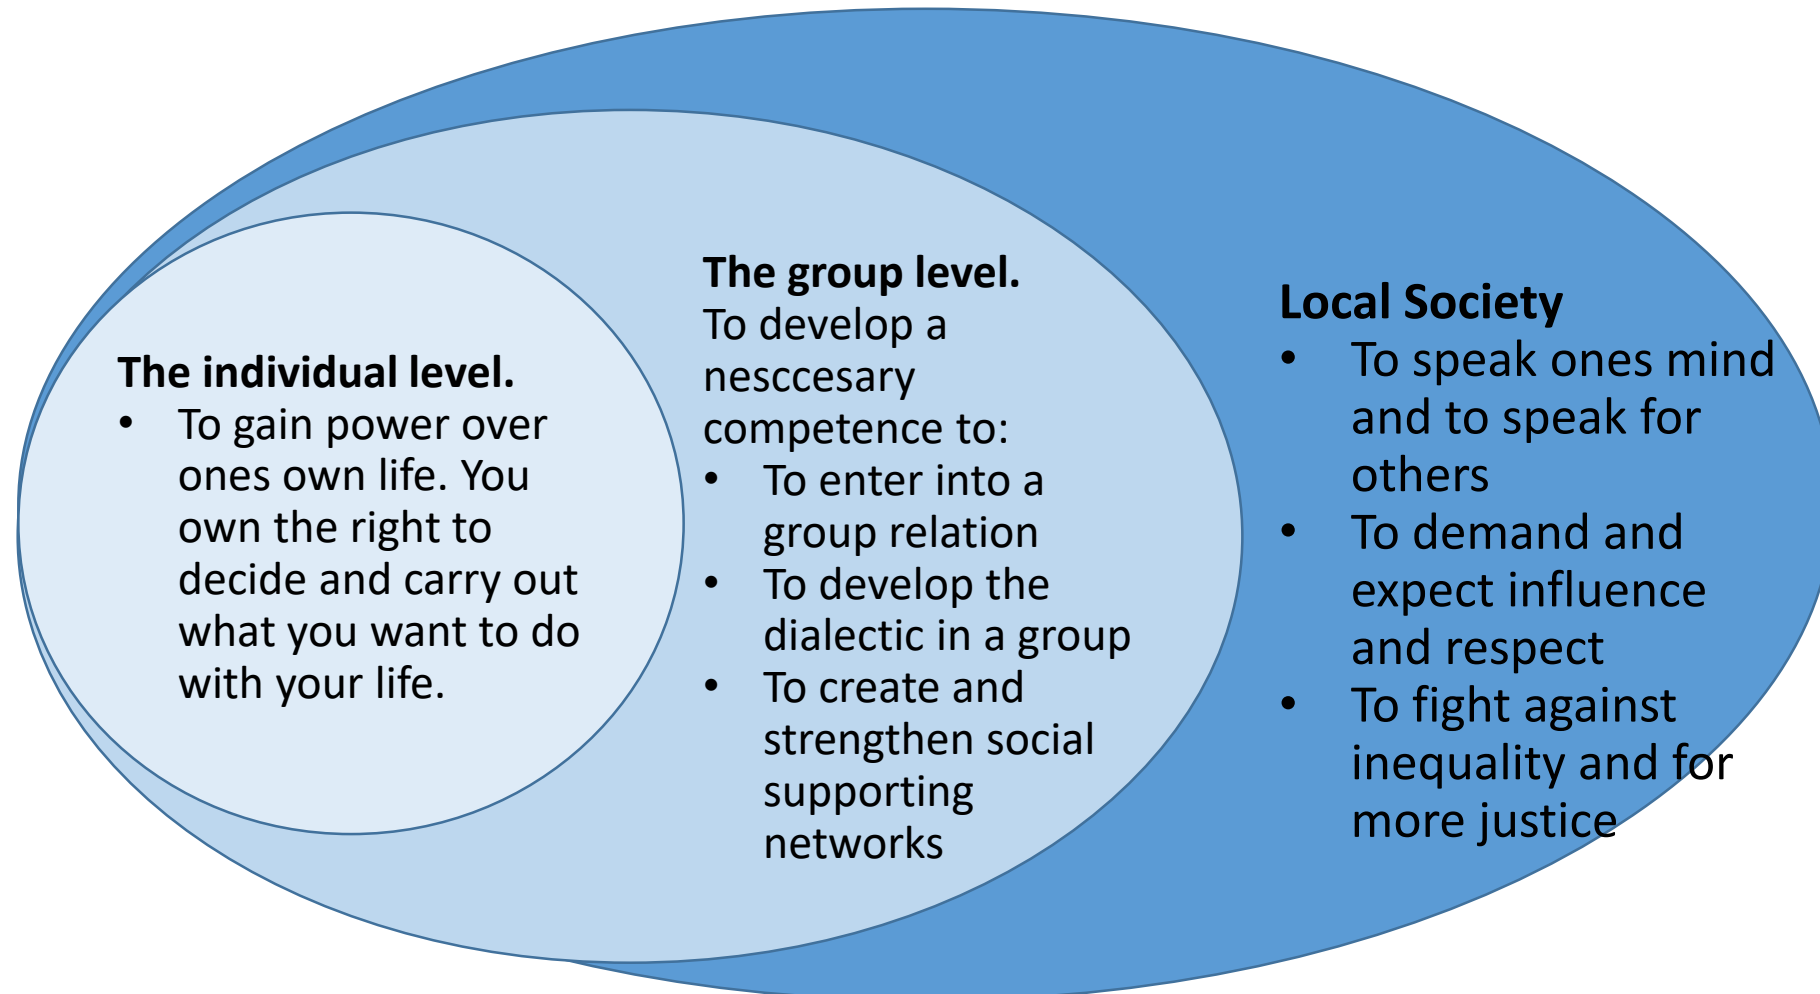 The individual level.
• To gain power over
ones own life. You
own the right to
decide and carry out
what you want to do
with your life.
The group level.
To develop a
nesccesary
competence to:
• To enter into a
group relation
• To develop the
dialectic in a group
• To create and
strengthen social
supporting
networks
Local Society
• To speak ones mind
and to speak for
others
• To demand and
expect influence
and respect
• To fight against
inequality and for
more justice